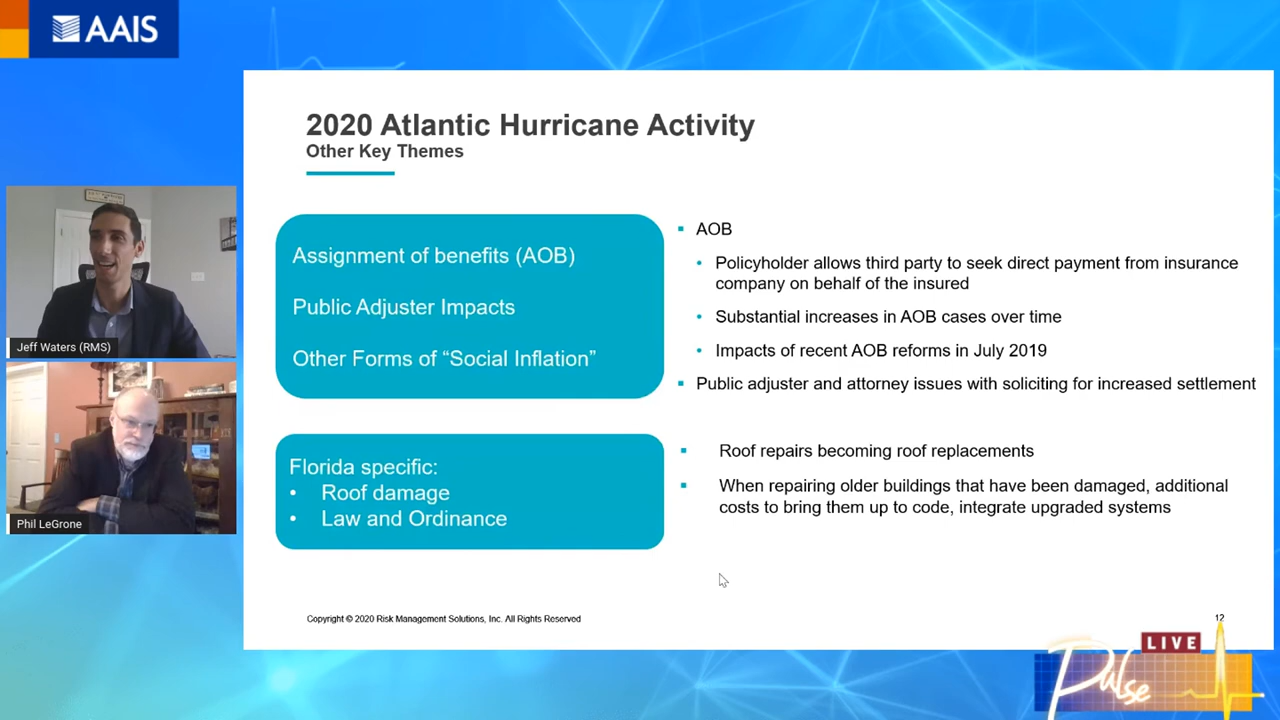 AAIS
2020 Atlantic Hurricane Activity
Other Key Themes
Assignment of benefits (AOB)
Public Adjuster Impacts
Other Forms of “Social Inflation”
▪ AOB
• Policyholder allows third party to seek direct payment from insurance
company on behalf of the insured
• Substantial increases in AOB cases over time
• Impacts of recent AOB reforms in July 2019
▪ Public adjuster and attorney issues with soliciting for increased settlement
Florida specific:
• Roof damage
• Law and Ordinance
▪ Roof repairs becoming roof replacements
▪ When repairing older buildings that have been damaged, additional
costs to bring them up to code, integrate upgraded systems
Jeff Waters (RMS)
Phil LeGrone
Copyright © 2020 Risk Management Solutions, Inc. All Rights Reserved
12
LIVE
Pulse